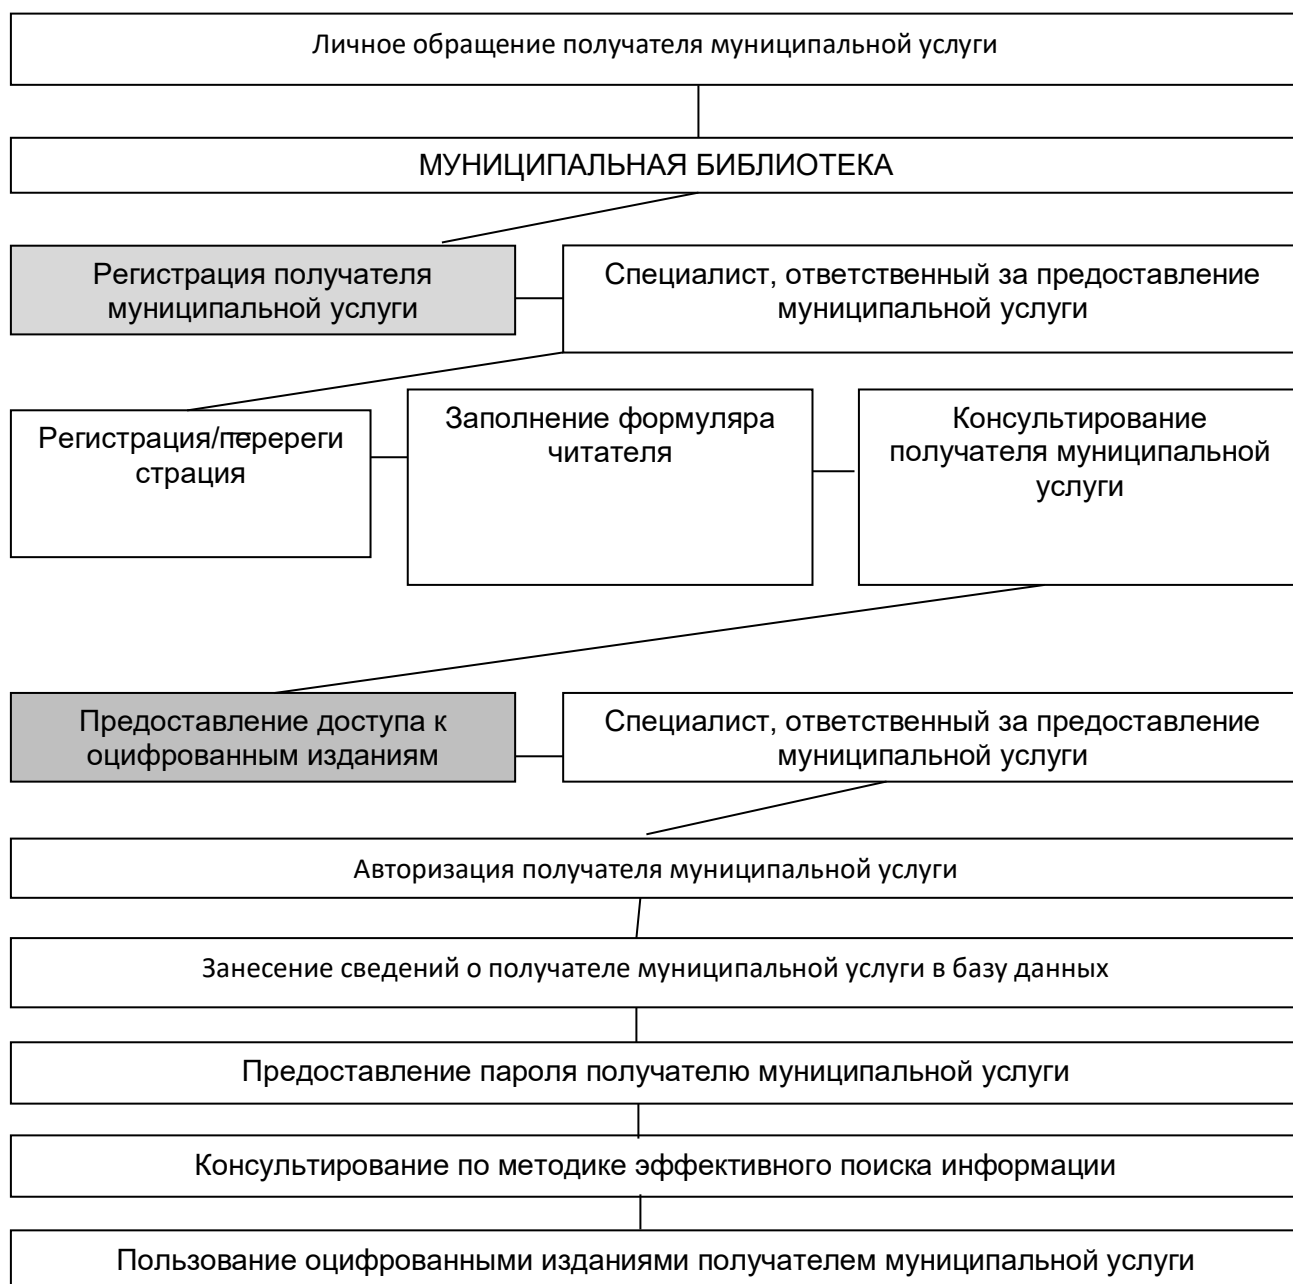 Личное обращение получателя муниципальной услуги
МУНИЦИПАЛЬНАЯ БИБЛИОТЕКА
Регистрация получателя
муниципальной услуги
Специалист, ответственный за предоставление
муниципальной услуги
Регистрация/перереги
страция
Заполнение формуляра
читателя
Консультирование
получателя муниципальной
услуги
Предоставление доступа к
оцифрованным изданиям
Специалист, ответственный за предоставление
муниципальной услуги
Авторизация получателя муниципальной услуги
Занесение сведений о получателе муниципальной услуги в базу данных
Предоставление пароля получателю муниципальной услуги
Консультирование по методике эффективного поиска информации
Пользование оцифрованными изданиями получателем муниципальной услуги